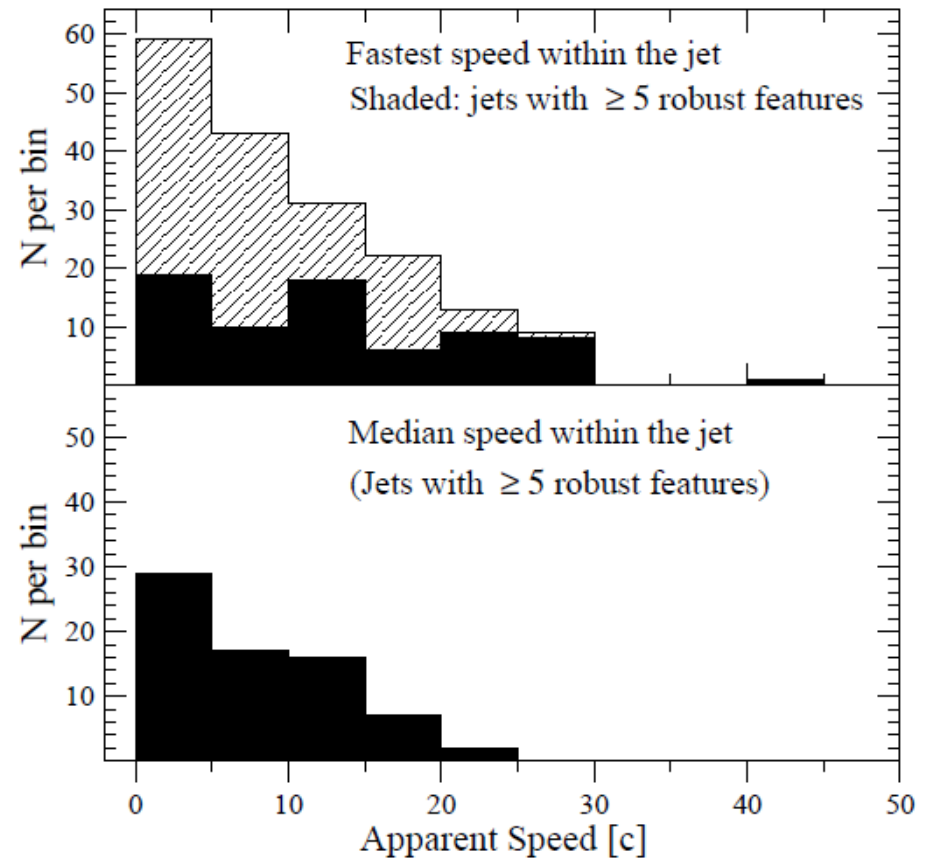 60
50
40
30
20
10
N per bin
Fastest speed within the jet
Shaded: jets with ≥ 5 robust features
50
40
30
20
10
N per bin
Median speed within the jet
(Jets with ≥ 5 robust features)
0 10 20 30 40 50
Apparent Speed [c]